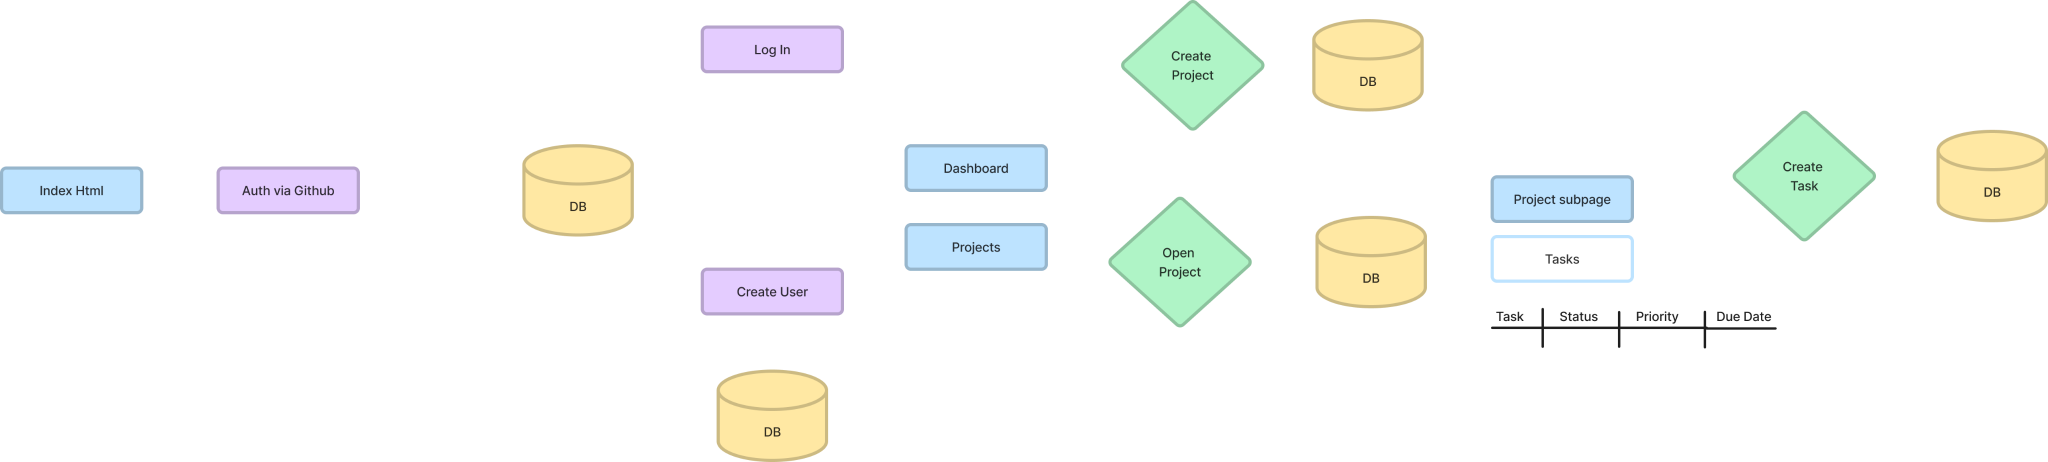 Index Html
Auth via Github
DB
Log In
Create User
DB
Dashboard
Projects
Create
Project
DB
Open
Project
DB
Project subpage
Tasks
Task Status Priority Due Date
Create
Task
DB